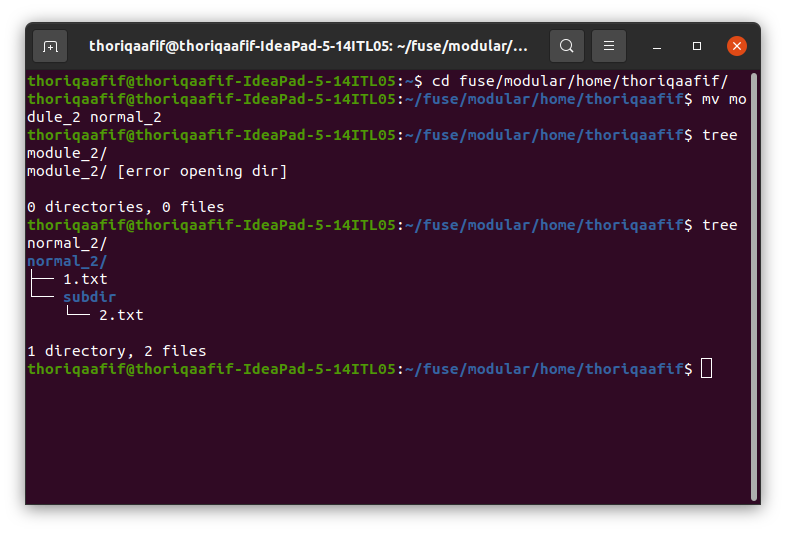 thoriqaafif@thoriqaafif-IdeaPad-5-14ITL05: ~/fuse/modular/…
thoriqaafif@thoriqaafif-IdeaPad-5-14ITL05:~$ cd fuse/modular/home/thoriqaafif/
thoriqaafif@thoriqaafif-IdeaPad-5-14ITL05:~/fuse/modular/home/thoriqaafif$ mv mo
dule_2 normal_2
thoriqaafif@thoriqaafif-IdeaPad-5-14ITL05:~/fuse/modular/home/thoriqaafif$ tree
module_2/
module_2/ [error opening dir]
0 directories, 0 files
thoriqaafif@thoriqaafif-IdeaPad-5-14ITL05:~/fuse/modular/home/thoriqaafif$ tree
normal_2/
normal_2/
├── 1.txt
└── subdir
    └── 2.txt
1 directory, 2 files
thoriqaafif@thoriqaafif-IdeaPad-5-14ITL05:~/fuse/modular/home/thoriqaafif$